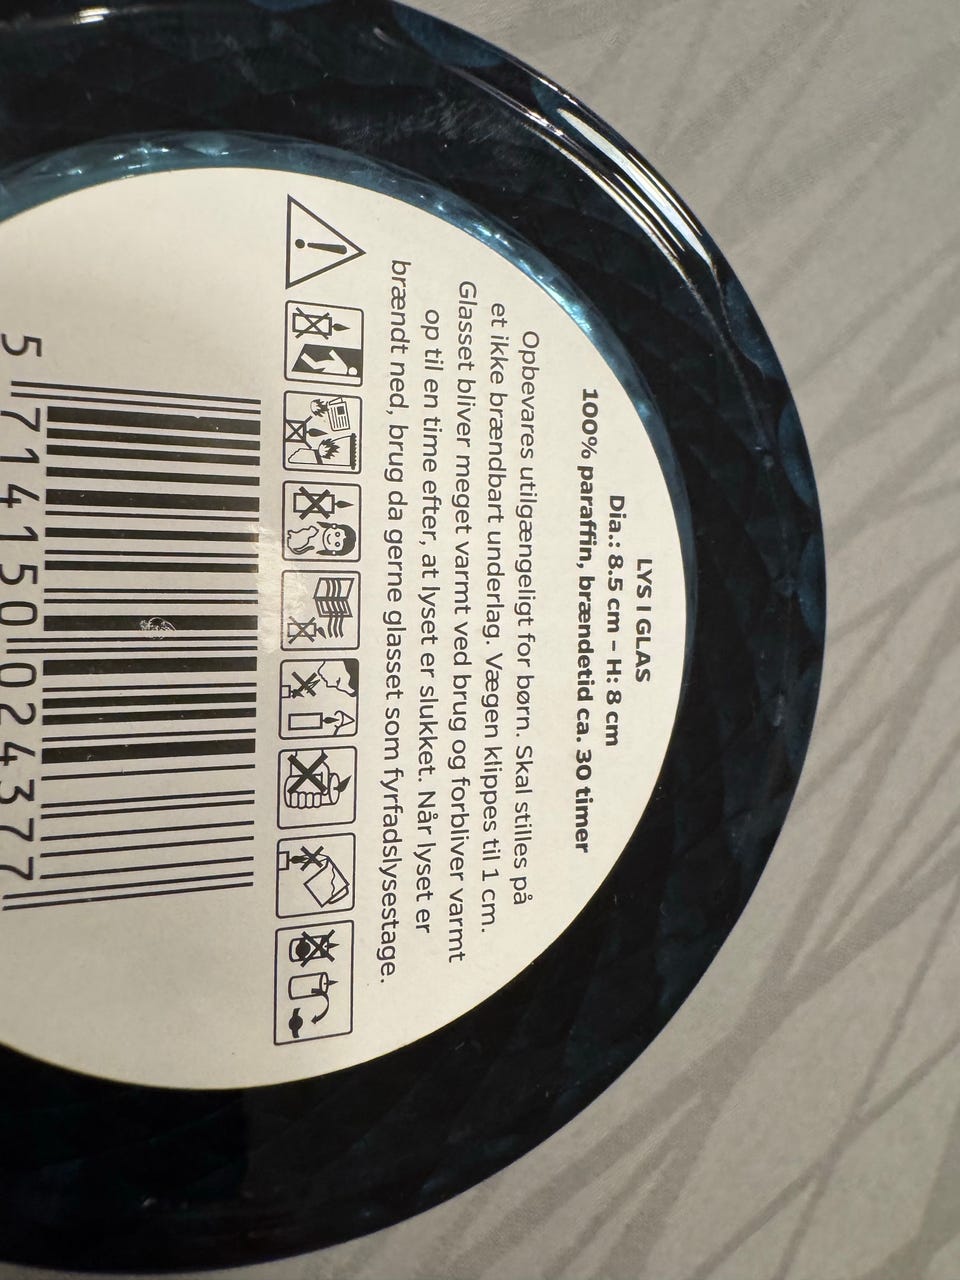 LYS I GLAS
Dia.: 8.5 cm – H: 8 cm
100% paraffin, brændetid ca. 30 timer
Opbevares utilgængeligt for børn. Skal stilles på
et ikke brændbart underlag. Vægen klippes til 1 cm.
Glasset bliver meget varmt ved brug og forbliver varmt
op til en time efter, at lyset er slukket. Når lyset er
brændt ned, brug da gerne glasset som fyrfadslysestage.
5 714150 024377